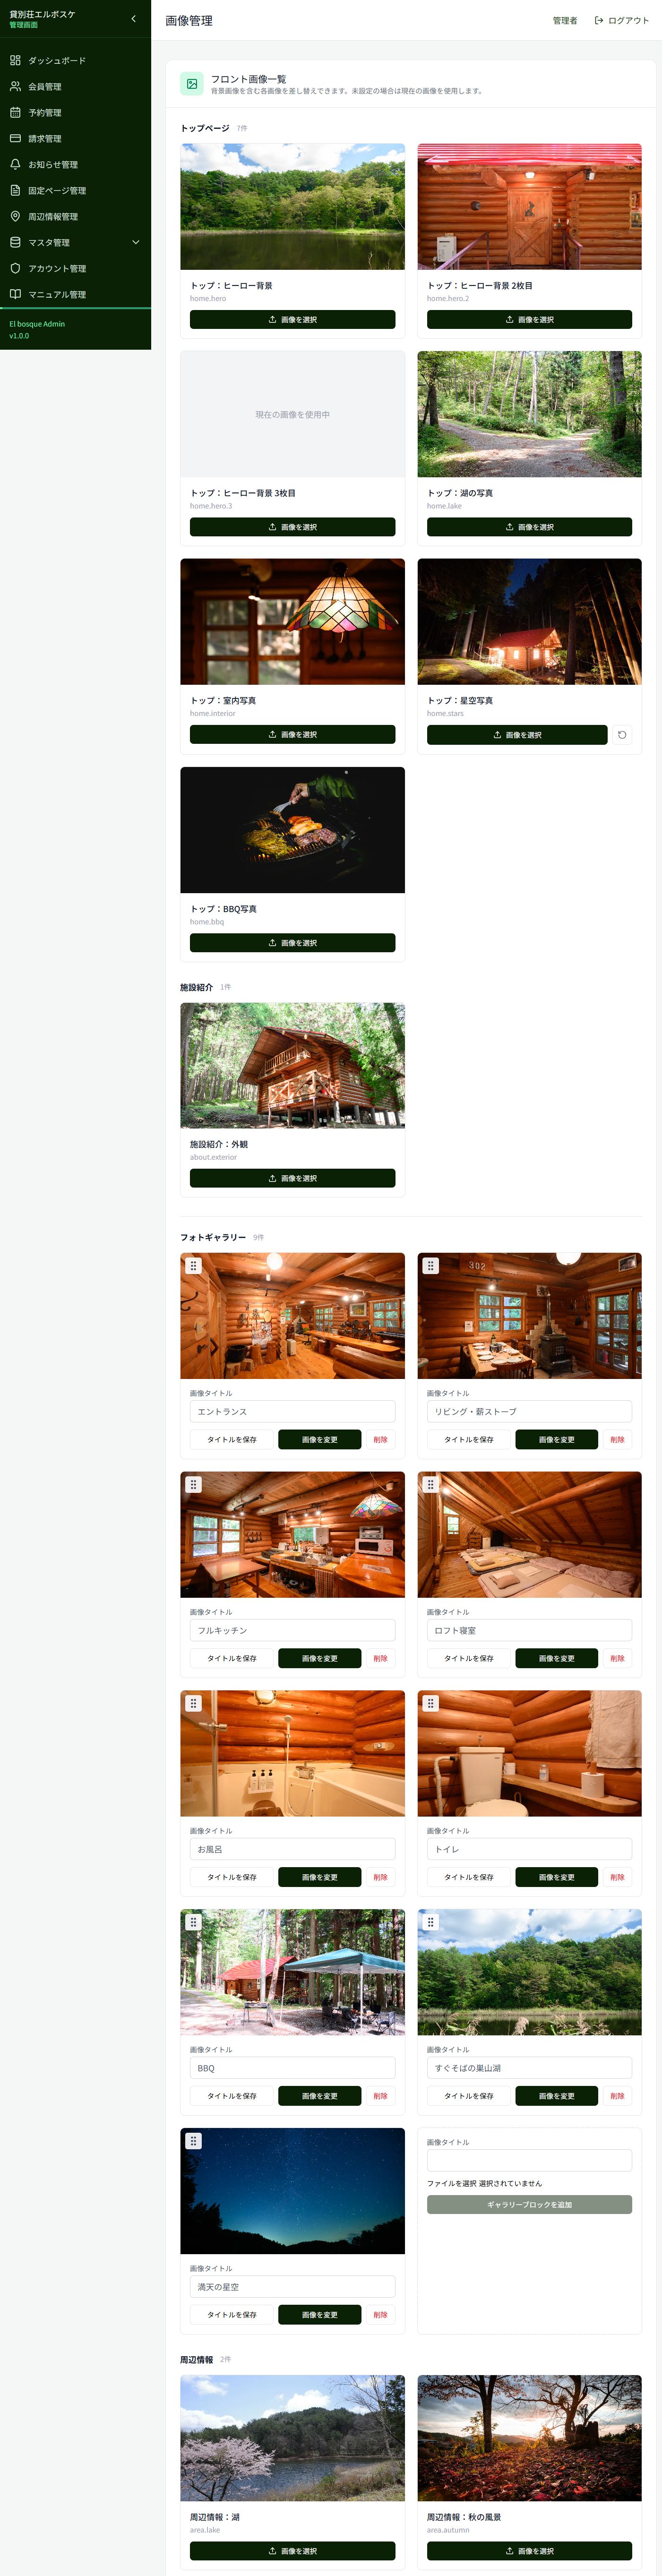 貸別荘エルボスケ
管理画面
ダッシュボード
会員管理
予約管理
請求管理
お知らせ管理
固定ページ管理
周辺情報管理
マスタ管理
アカウント管理
マニュアル管理
El bosque Admin
v1.0.0
画像管理
管理者
ログアウト
フロント画像一覧
背景画像を含む各画像を差し替えできます。未設定の場合は現在の画像を使用します。
トップページ 7件
トップ：ヒーロー背景
home.hero
画像を選択
トップ：ヒーロー背景 2枚目
home.hero.2
画像を選択
現在の画像を使用中
トップ：ヒーロー背景 3枚目
home.hero.3
画像を選択
トップ：湖の写真
home.lake
画像を選択
トップ：室内写真
home.interior
画像を選択
トップ：星空写真
home.stars
画像を選択
トップ：BBQ写真
home.bbq
画像を選択
施設紹介 1件
施設紹介：外観
about.exterior
画像を選択
フォトギャラリー 9件
画像タイトル
エントランス
タイトルを保存 画像を変更 削除
302
画像タイトル
リビング・薪ストーブ
タイトルを保存 画像を変更 削除
画像タイトル
フルキッチン
タイトルを保存 画像を変更 削除
画像タイトル
ロフト寝室
タイトルを保存 画像を変更 削除
画像タイトル
お風呂
タイトルを保存 画像を変更 削除
画像タイトル
トイレ
タイトルを保存 画像を変更 削除
画像タイトル
BBQ
タイトルを保存 画像を変更 削除
画像タイトル
すぐそばの巣山湖
タイトルを保存 画像を変更 削除
画像タイトル
満天の星空
タイトルを保存 画像を変更 削除
画像タイトル
ファイルを選択 選択されていません
ギャラリーブロックを追加
周辺情報 2件
周辺情報：湖
area.lake
画像を選択
周辺情報：秋の風景
area.autumn
画像を選択